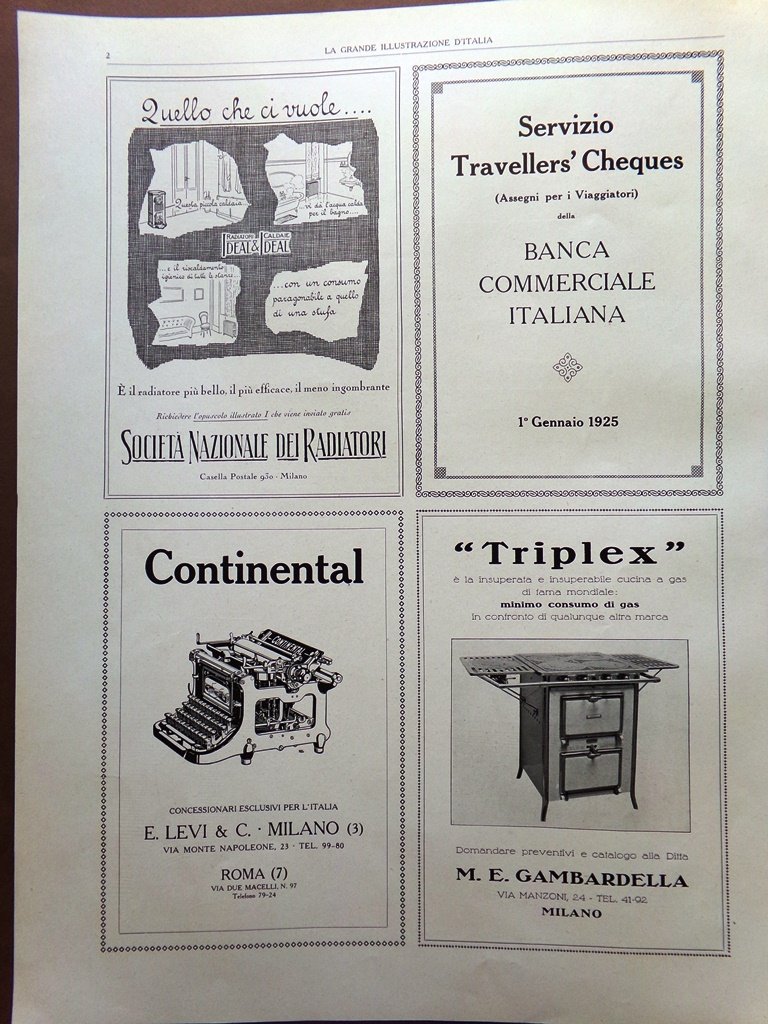 2
LA GRANDE ILLUSTRAZIONE D'ITALIA
Quello che ci vuole....
Questa piccola caldaia
...vi dà l'acqua calda
per il bagno....
RADIATORI CALDAIE
IDEAL & IDEAL
...e il riscaldamento
igienico di tutte le stanze...
...con un consumo
paragonabile a quello
di una stufa
È il radiatore più bello, il più efficace, il meno ingombrante
Richiedere l'opuscolo illustrato I che viene inviato gratis
SOCIETÀ NAZIONALE DEI RADIATORI
Casella Postale 930 - Milano
Servizio
Travellers' Cheques
(Assegni per i Viaggiatori)
della
BANCA
COMMERCIALE
ITALIANA
1° Gennaio 1925
Continental
CONTINENTAL
CONCESSIONARI ESCLUSIVI PER L'ITALIA
E. LEVI & C. · MILANO (3)
VIA MONTE NAPOLEONE, 23 · TEL. 99-80
ROMA (7)
VIA DUE MACELLI, N. 97
Telefono 79-24
“Triplex”
è la insuperata e insuperabile cucina a gas
di fama mondiale:
minimo consumo di gas
in confronto di qualunque altra marca
Domandare preventivi e catalogo alla Ditta
M. E. GAMBARDELLA
VIA MANZONI, 24 - TEL. 41-92
MILANO